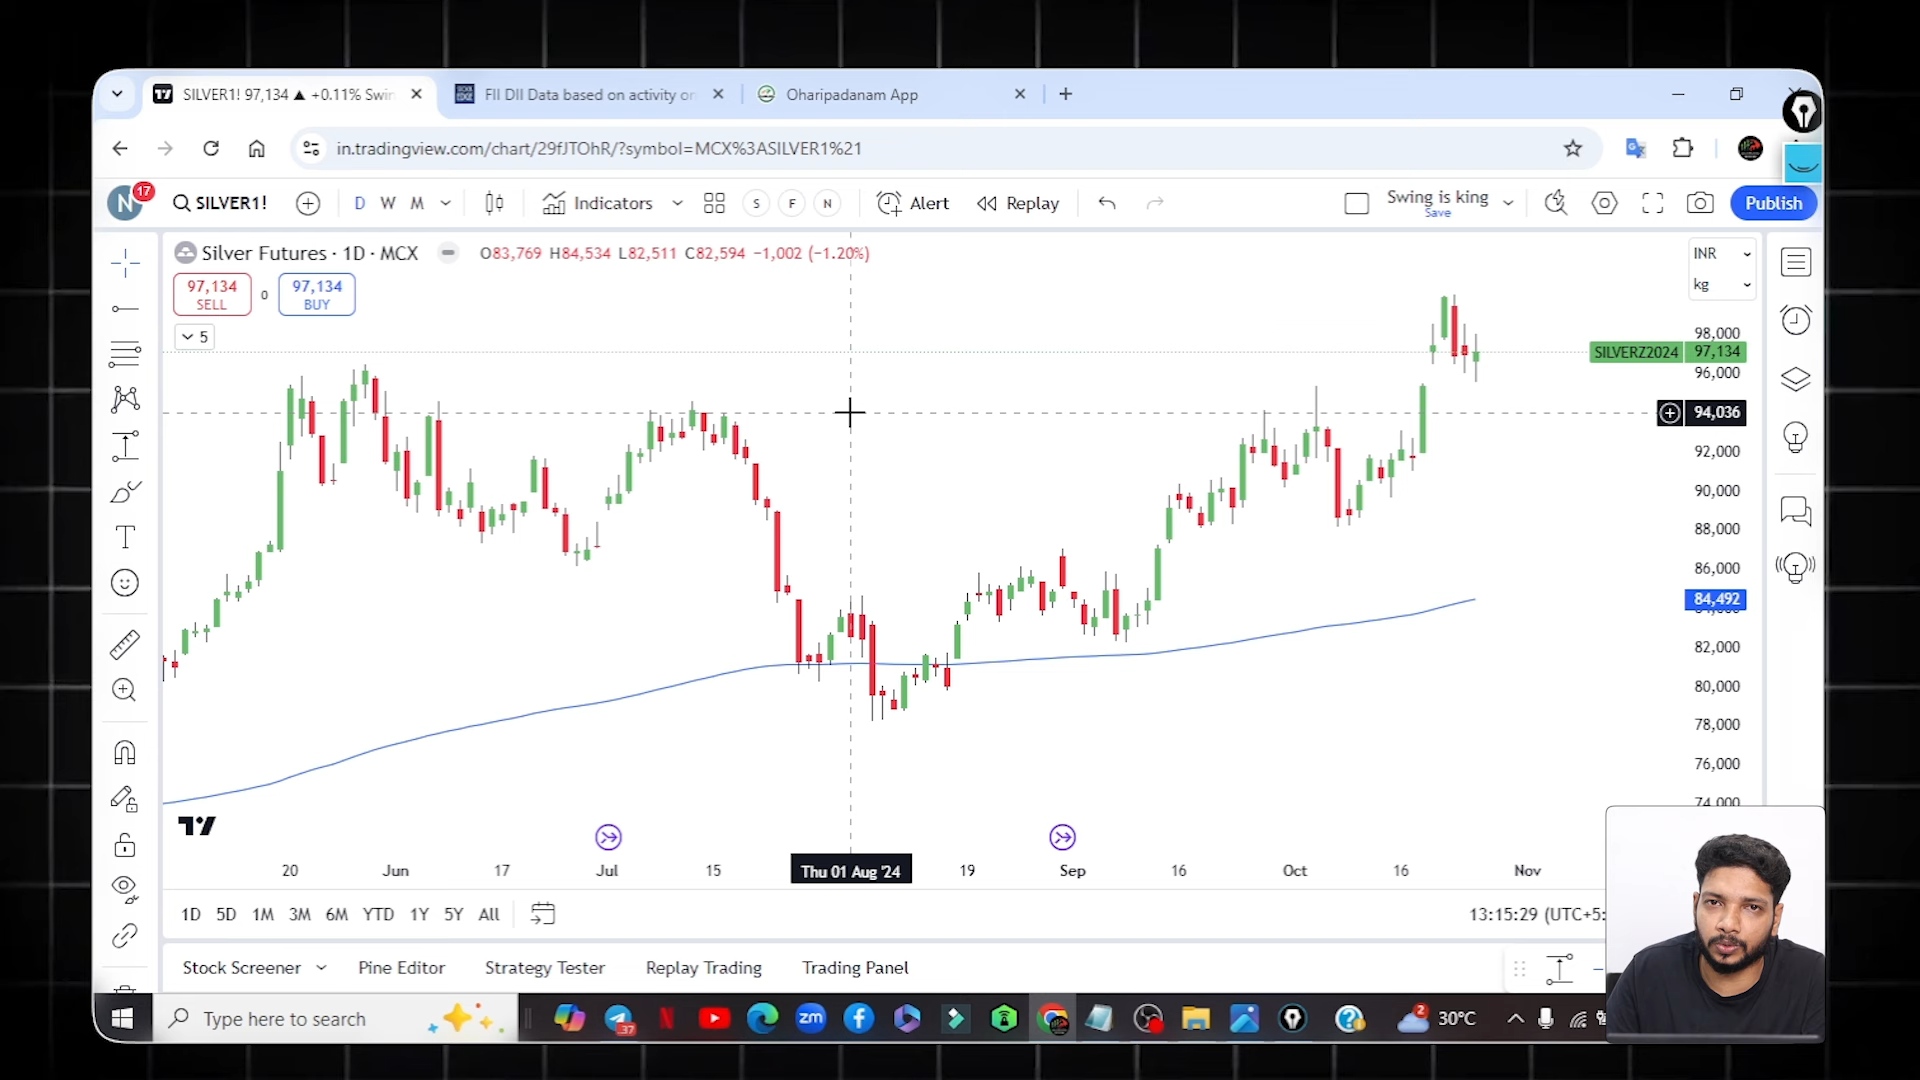 SILVER1! 97,134 ▲ +0.11% Swin
FII DII Data based on activity on
Oharipadanam App
in.tradingview.com/chart/29fJTOhR/?symbol=MCX%3ASILVER1%21
N
17
SILVER1!
D W M
Indicators
S F N
Alert
Replay
Swing is king
Save
Publish
Silver Futures · 1D · MCX
O83,769 H84,534 L82,511 C82,594 −1,002 (−1.20%)
INR
kg
97,134
SELL
0
97,134
BUY
5
98,000
SILVERZ2024 97,134
96,000
94,036
92,000
90,000
88,000
86,000
84,492
82,000
80,000
78,000
76,000
74,000
20 Jun 17 Jul 15 Thu 01 Aug '24 19 Sep 16 Oct 16 Nov
1D 5D 1M 3M 6M YTD 1Y 5Y All
13:15:29 (UTC+5:
Stock Screener
Pine Editor
Strategy Tester
Replay Trading
Trading Panel
Type here to search
37
zm
2
30°C